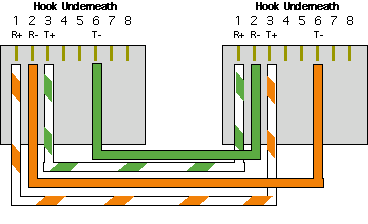 Hook Underneath
1 2 3 4 5 6 7 8
R+ R- T+ T-
Hook Underneath
1 2 3 4 5 6 7 8
R+ R- T+ T-